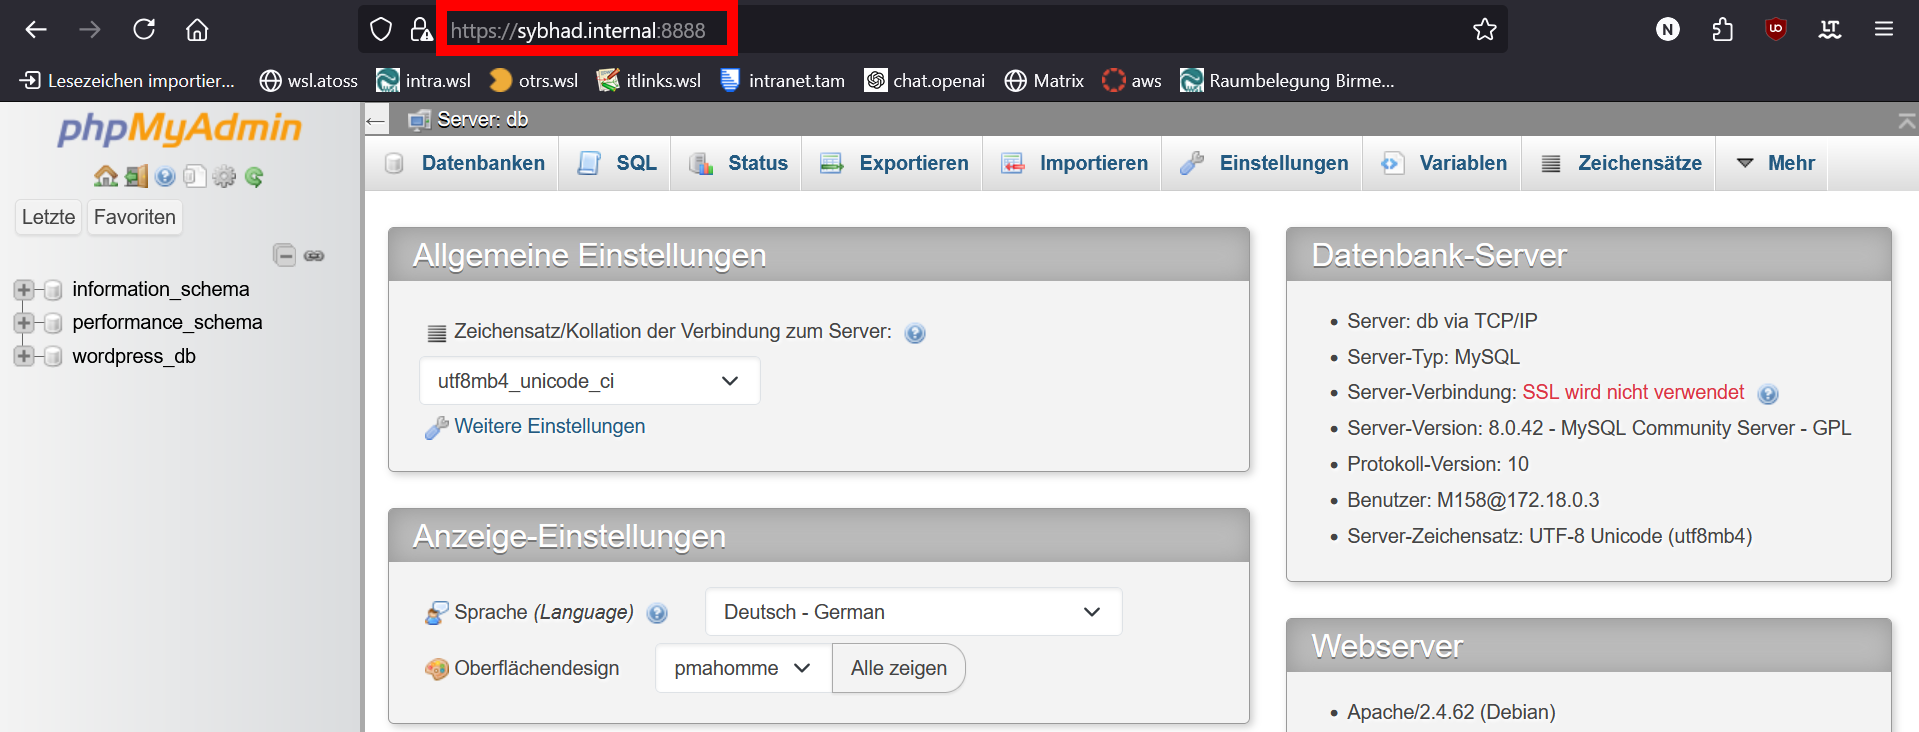 https://sybhad.internal:8888
Lesezeichen importier... wsl.atoss intra.wsl otrs.wsl itlinks.wsl intranet.tam chat.openai Matrix aws Raumbelegung Birme...
phpMyAdmin
Letzte Favoriten
information_schema
performance_schema
wordpress_db
Server: db
Datenbanken SQL Status Exportieren Importieren Einstellungen Variablen Zeichensätze Mehr
Allgemeine Einstellungen
Zeichensatz/Kollation der Verbindung zum Server:
utf8mb4_unicode_ci
Weitere Einstellungen
Anzeige-Einstellungen
Sprache (Language) Deutsch - German
Oberflächendesign pmahomme Alle zeigen
Datenbank-Server
Server: db via TCP/IP
Server-Typ: MySQL
Server-Verbindung: SSL wird nicht verwendet
Server-Version: 8.0.42 - MySQL Community Server - GPL
Protokoll-Version: 10
Benutzer: M158@172.18.0.3
Server-Zeichensatz: UTF-8 Unicode (utf8mb4)
Webserver
Apache/2.4.62 (Debian)